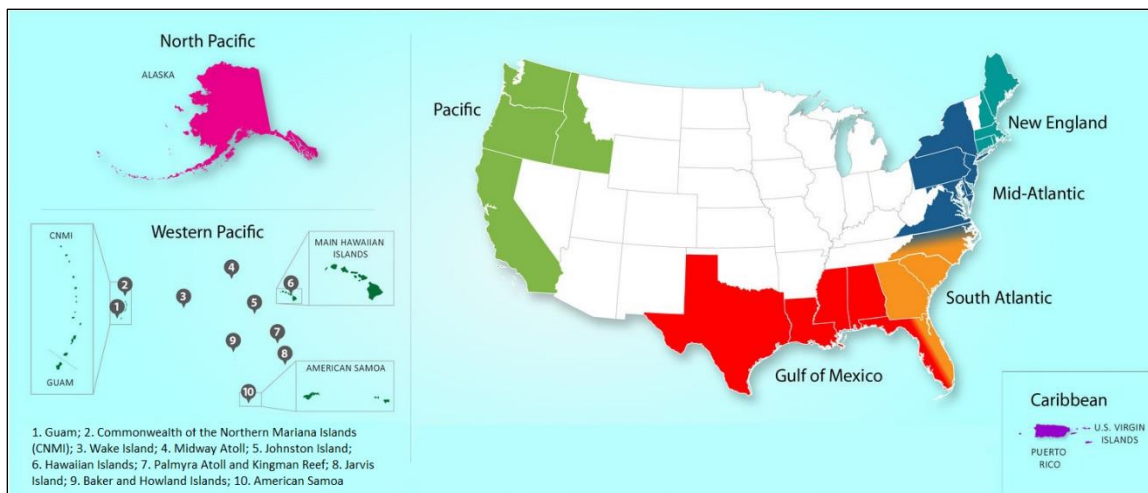 North Pacific
ALASKA
Western Pacific
CNMI
GUAM
MAIN HAWAIIAN
ISLANDS
AMERICAN SAMOA
1
2
3
4
5
6
7
8
9
10
1. Guam; 2. Commonwealth of the Northern Mariana Islands
(CNMI); 3. Wake Island; 4. Midway Atoll; 5. Johnston Island;
6. Hawaiian Islands; 7. Palmyra Atoll and Kingman Reef; 8. Jarvis
Island; 9. Baker and Howland Islands; 10. American Samoa
Pacific
New England
Mid-Atlantic
South Atlantic
Gulf of Mexico
Caribbean
U.S. VIRGIN
ISLANDS
PUERTO
RICO